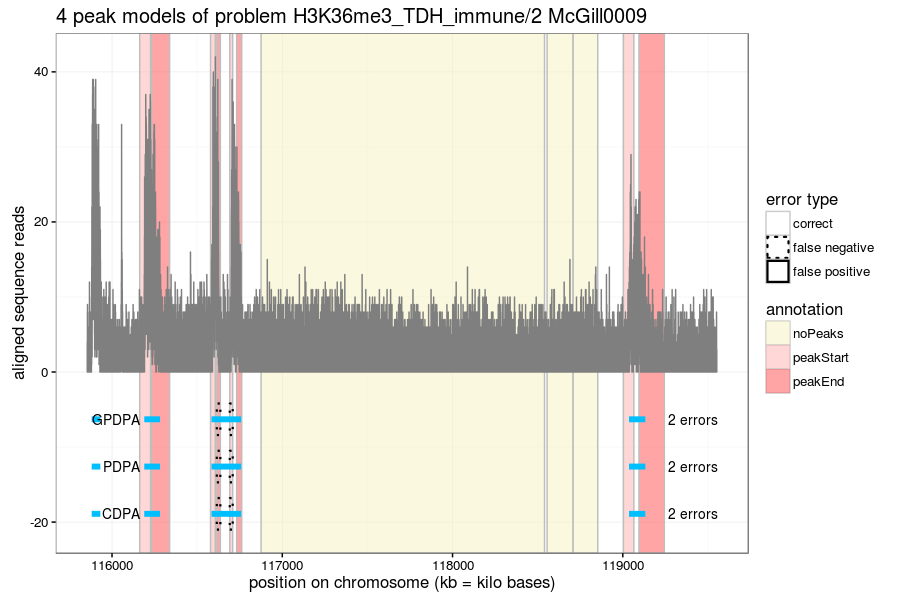 4 peak models of problem H3K36me3_TDH_immune/2 McGill0009
aligned sequence reads
40
20
0
-20
GPDPA 2 errors
PDPA 2 errors
CDPA 2 errors
116000 117000 118000 119000
position on chromosome (kb = kilo bases)
error type
correct
false negative
false positive
annotation
noPeaks
peakStart
peakEnd